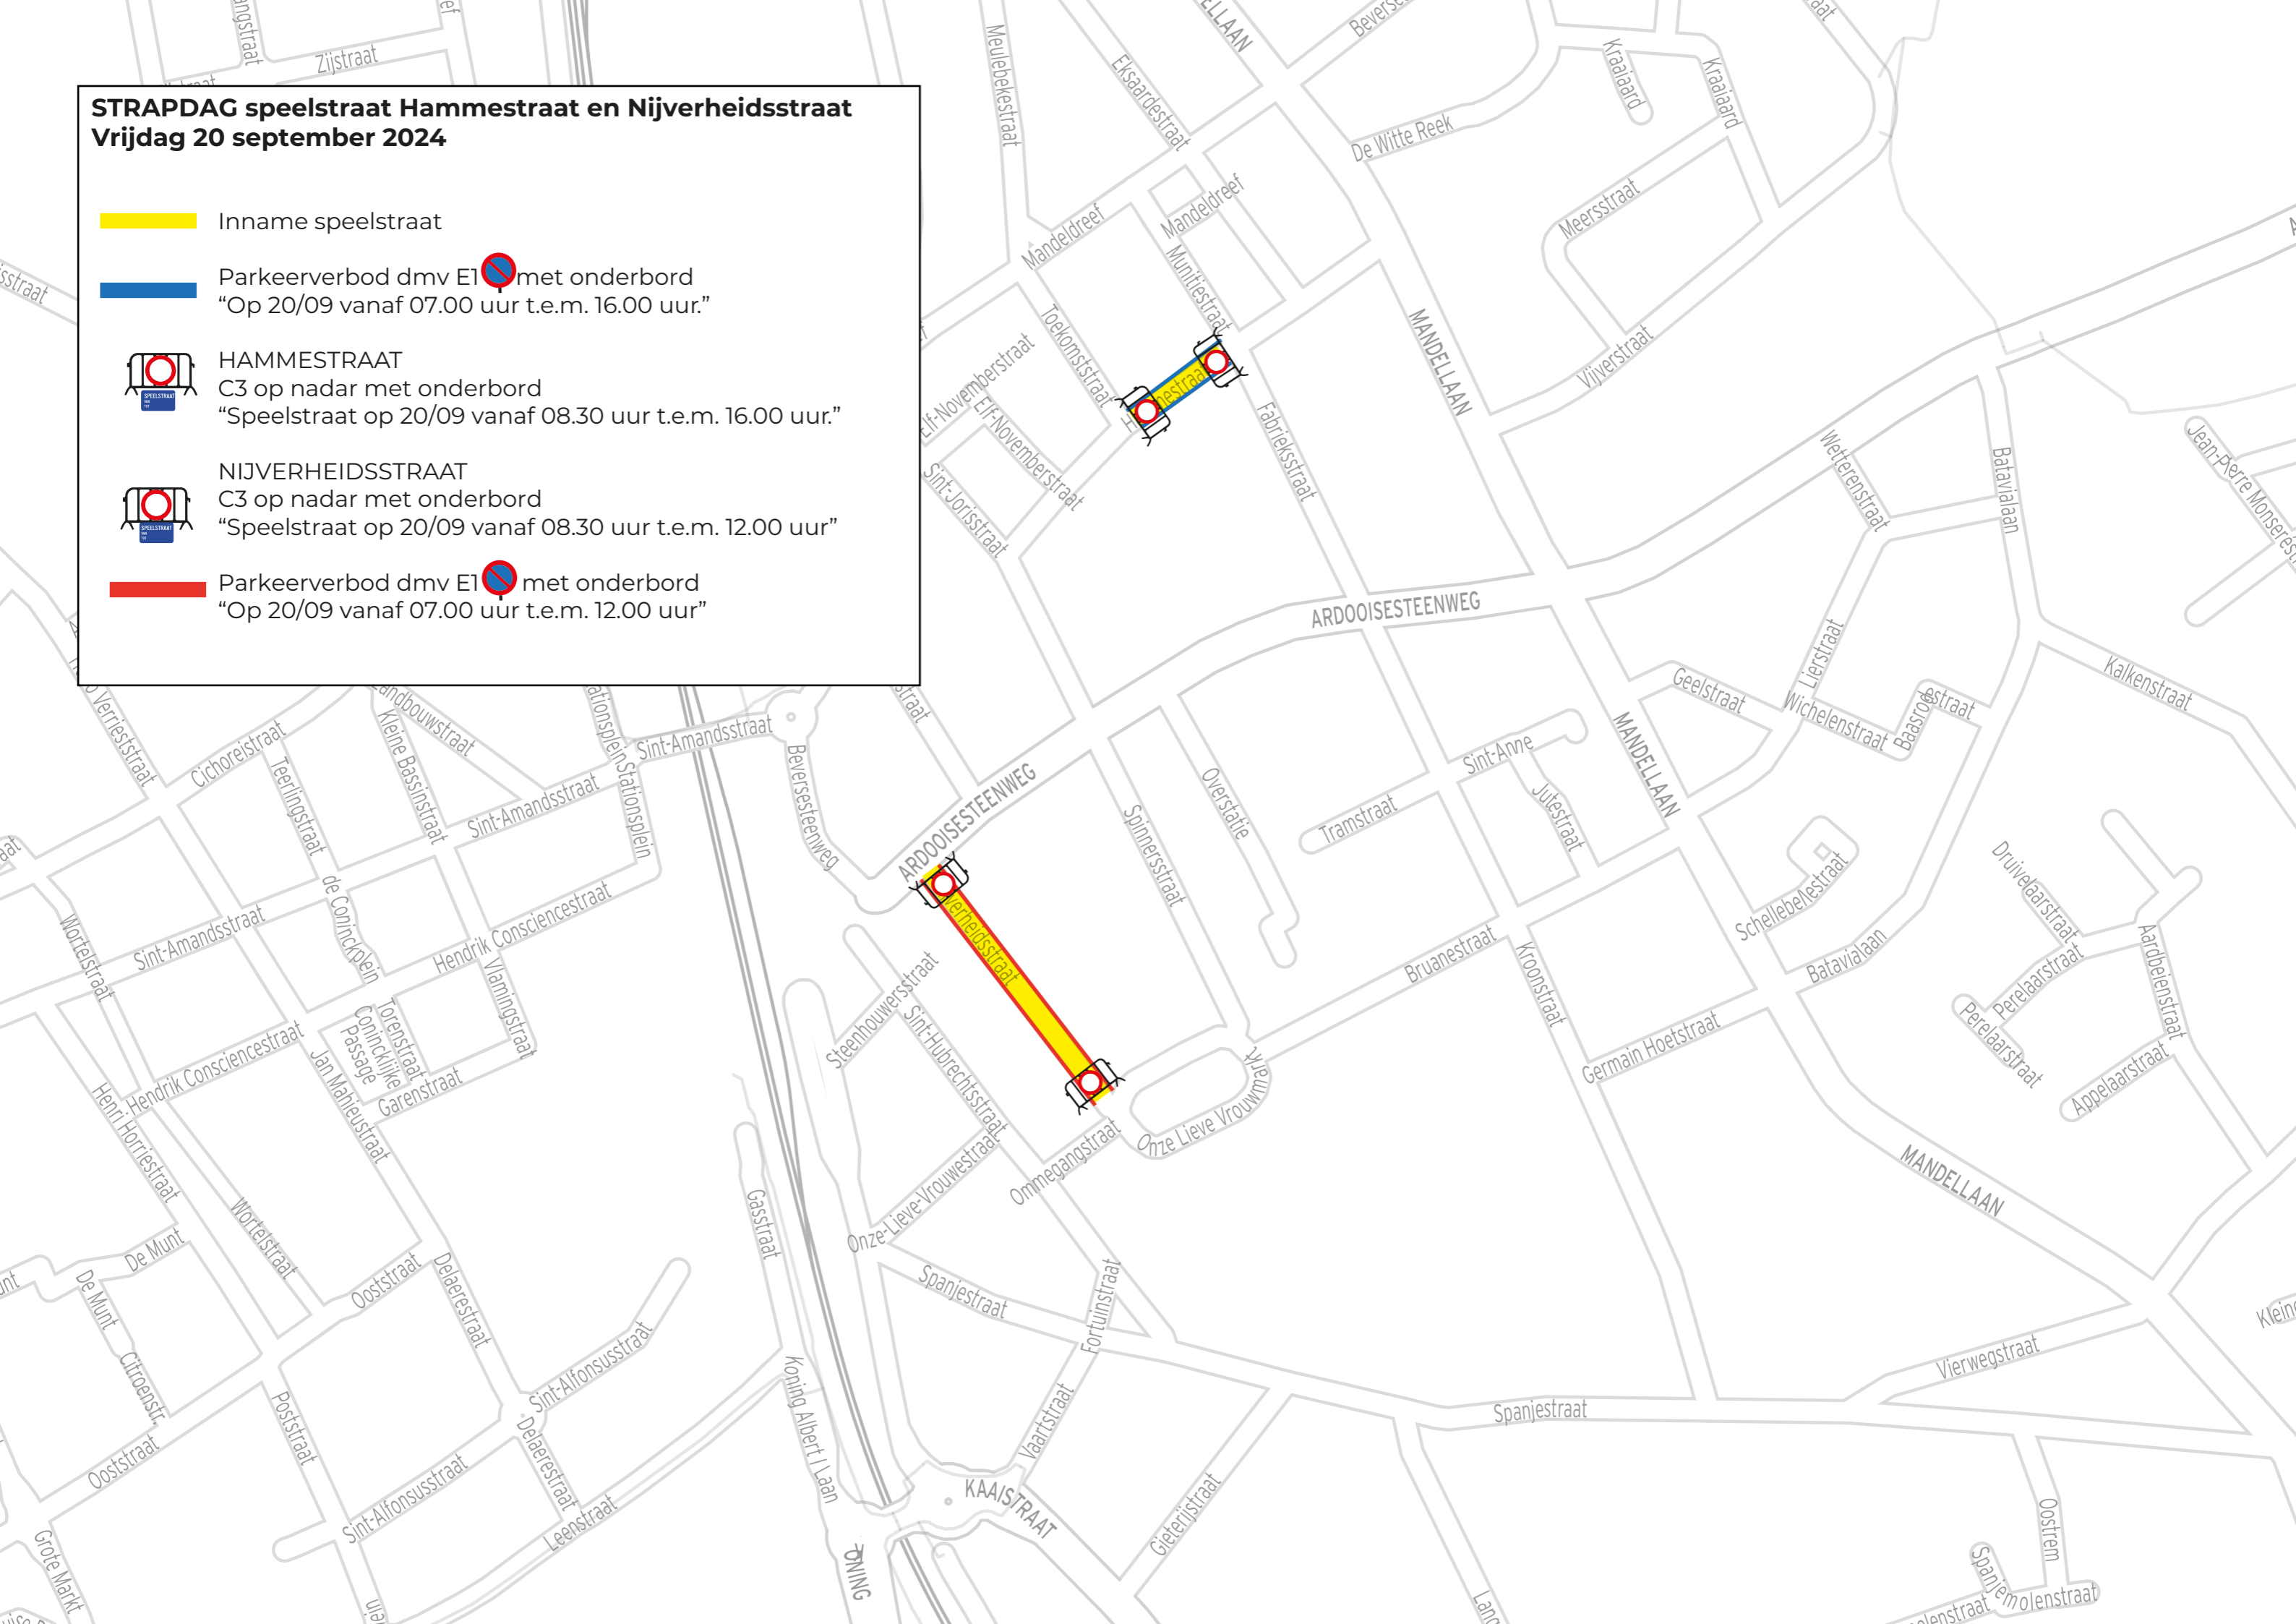 STRAPDAG speelstraat Hammestraat en Nijverheidsstraat
Vrijdag 20 september 2024
Inname speelstraat
Parkeerverbod dmv E1 met onderbord
“Op 20/09 vanaf 07.00 uur t.e.m. 16.00 uur.”
HAMMESTRAAT
C3 op nadar met onderbord
“Speelstraat op 20/09 vanaf 08.30 uur t.e.m. 16.00 uur.”
SPEELSTRAAT
NIJVERHEIDSSTRAAT
C3 op nadar met onderbord
“Speelstraat op 20/09 vanaf 08.30 uur t.e.m. 12.00 uur”
SPEELSTRAAT
Parkeerverbod dmv E1 met onderbord
“Op 20/09 vanaf 07.00 uur t.e.m. 12.00 uur”
Zijstraat
Meulebekestraat
Eksaardestraat
Kraaiaard
Kraaiaard
De Witte Reek
Mandeldreef
Mandeldreef
Meersstraat
Munitiestraat
Toekomststraat
MANDELLAAN
Vijverstraat
Elf-Novemberstraat
Elf-Novemberstraat
Fabrieksstraat
Sint-Jorisstraat
Wetterenstraat
Batavialaan
ARDOOISESTEENWEG
Lierstraat
Geelstraat
Wichelenstraat
Kalkenstraat
MANDELLAAN
Sint-Amandsstraat
Cichoreistraat
Kleine Bassinstraat
Teerlingstraat
Stationsplein
Sint-Amandsstraat
Beversesteenweg
ARDOOISESTEENWEG
Overstatie
Spinnersstraat
Sint-Anne
Tramstraat
Jutestraat
Schellebellestraat
Druivelaarstraat
Batavialaan
Perelaarstraat
Perelaarstraat
Aardbeienstraat
Appelaarstraat
Wortelstraat
Sint-Amandsstraat
de Coninckplein
Hendrik Consciencestraat
Vlamingstraat
Steenhouwersstraat
Sint-Hubrechtsstraat
Bruanestraat
Kroonstraat
Germain Hoetstraat
Torenstraat
Conincklijke
Passage
Garenstraat
Hendrik Consciencestraat
Jan Mahieustraat
Henri Horriestraat
Onze Lieve Vrouwmarkt
Ommegangstraat
Onze-Lieve-Vrouwestraat
MANDELLAAN
Gasstraat
Wortelstraat
De Munt
De Munt
Ooststraat
Delaerestraat
Spanjestraat
Fortuinstraat
Citroenstr.
Sint-Alfonsusstraat
Koning Albert I Laan
Vierwegstraat
Vaartstraat
Spanjestraat
Poststraat
Ooststraat
Delaerestraat
Sint-Alfonsusstraat
Leenstraat
KAAISTRAAT
Gieterijstraat
Oostrem
Grote Markt
Spanjemolenstraat